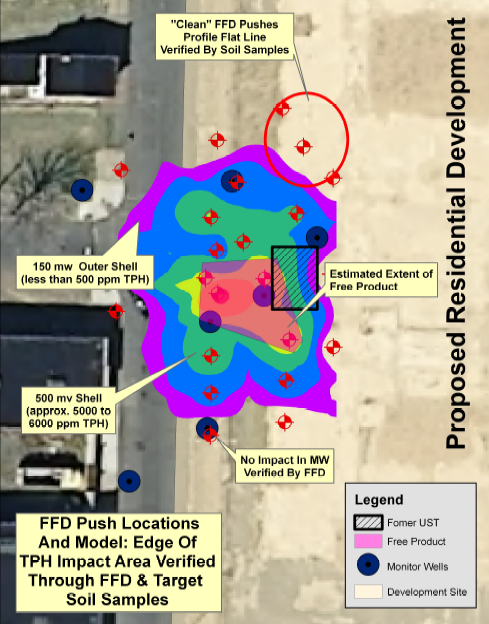 "Clean" FFD Pushes
Profile Flat Line
Verified By Soil Samples
Proposed Residential Development
150 mw Outer Shell
(less than 500 ppm TPH)
Estimated Extent of
Free Product
500 mv Shell
(approx. 5000 to
6000 ppm TPH)
No Impact In MW
Verified By FFD
FFD Push Locations
And Model: Edge Of
TPH Impact Area Verified
Through FFD & Target
Soil Samples
Legend
Fomer UST
Free Product
Monitor Wells
Development Site